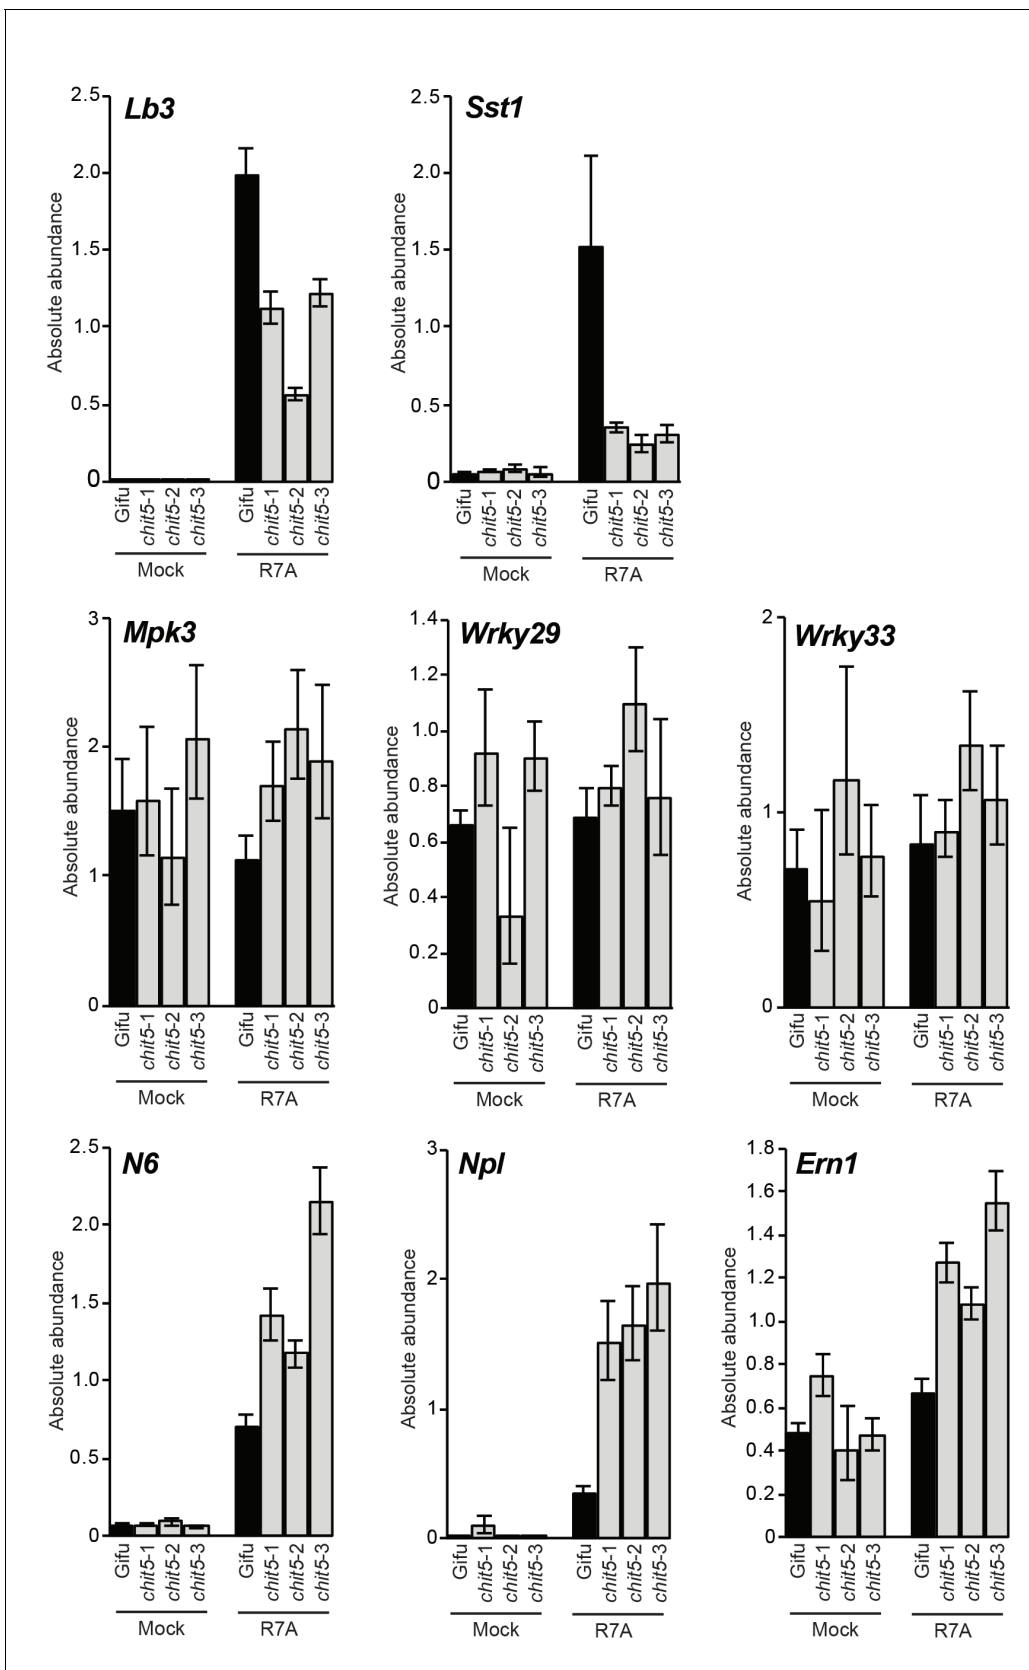 Lb3
Absolute abundance
2.5
2.0
1.5
1.0
0.5
0
Gifu chit5-1 chit5-2 chit5-3 Gifu chit5-1 chit5-2 chit5-3
Mock R7A
Sst1
Absolute abundance
2.5
2.0
1.5
1.0
0.5
0
Gifu chit5-1 chit5-2 chit5-3 Gifu chit5-1 chit5-2 chit5-3
Mock R7A
Mpk3
Absolute abundance
3
2
1
0
Gifu chit5-1 chit5-2 chit5-3 Gifu chit5-1 chit5-2 chit5-3
Mock R7A
Wrky29
Absolute abundance
1.4
1.2
1.0
0.8
0.6
0.4
0.2
0
Gifu chit5-1 chit5-2 chit5-3 Gifu chit5-1 chit5-2 chit5-3
Mock R7A
Wrky33
Absolute abundance
2
1
0
Gifu chit5-1 chit5-2 chit5-3 Gifu chit5-1 chit5-2 chit5-3
Mock R7A
N6
Absolute abundance
2.5
2.0
1.5
1.0
0.5
0
Gifu chit5-1 chit5-2 chit5-3 Gifu chit5-1 chit5-2 chit5-3
Mock R7A
Npl
Absolute abundance
3
2
1
0
Gifu chit5-1 chit5-2 chit5-3 Gifu chit5-1 chit5-2 chit5-3
Mock R7A
Ern1
Absolute abundance
1.8
1.6
1.4
1.2
1.0
0.8
0.6
0.4
0.2
0
Gifu chit5-1 chit5-2 chit5-3 Gifu chit5-1 chit5-2 chit5-3
Mock R7A